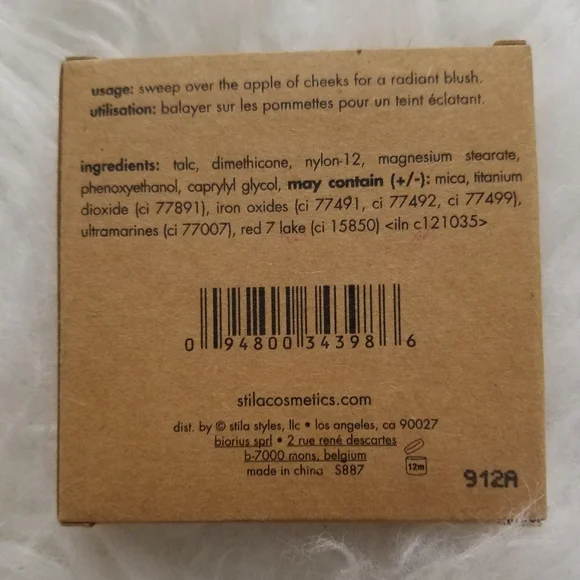 usage: sweep over the apple of cheeks for a radiant blush.
utilisation: balayer sur les pommettes pour un teint éclatant.
ingredients: talc, dimethicone, nylon-12, magnesium stearate,
phenoxyethanol, caprylyl glycol, may contain (+/-): mica, titanium
dioxide (ci 77891), iron oxides (ci 77491, ci 77492, ci 77499),
ultramarines (ci 77007), red 7 lake (ci 15850) <iln c121035>
0 94800 34398 6
stilacosmetics.com
dist. by © stila styles, llc • los angeles, ca 90027
biorius sprl • 2 rue rené descartes
b-7000 mons, belgium
made in china S887
12m
912A